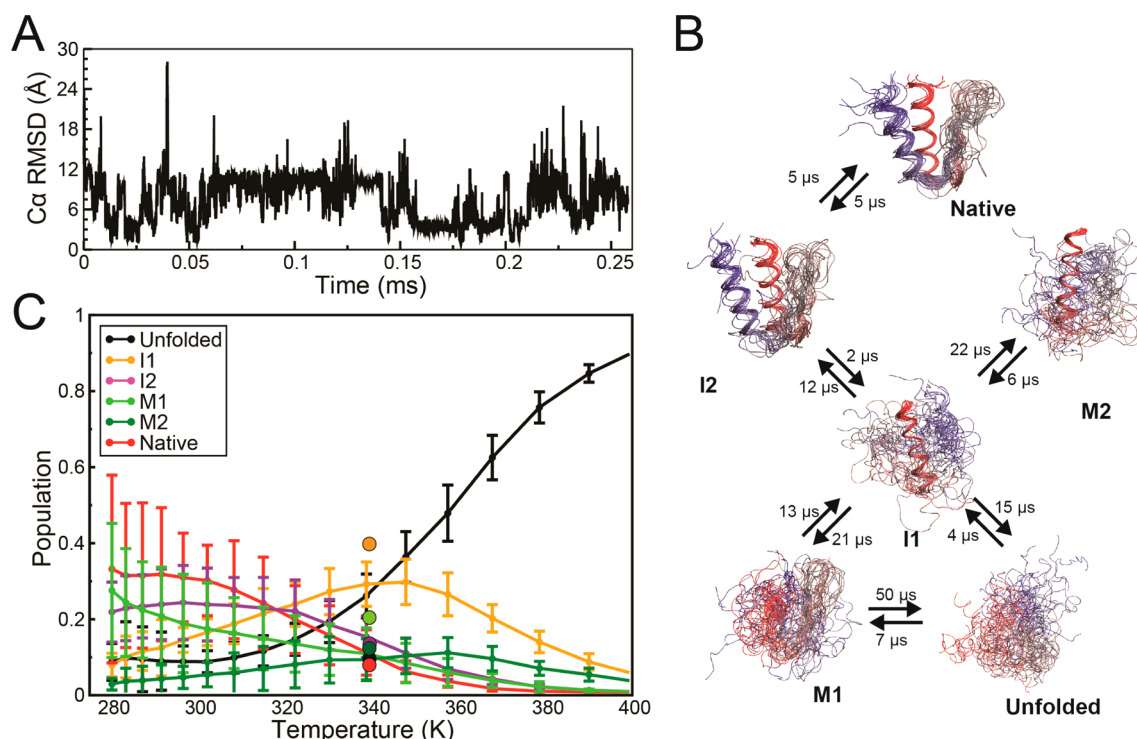 A
Cα RMSD (Å)
30
24
18
12
6
0
0
0.05
0.1
0.15
0.2
0.25
Time (ms)
B
5 μs
5 μs
Native
I2
2 μs
12 μs
22 μs
6 μs
M2
I1
13 μs
21 μs
15 μs
4 μs
M1
50 μs
7 μs
Unfolded
C
Population
1
0.8
0.6
0.4
0.2
0
Unfolded
I1
I2
M1
M2
Native
280
300
320
340
360
380
400
Temperature (K)